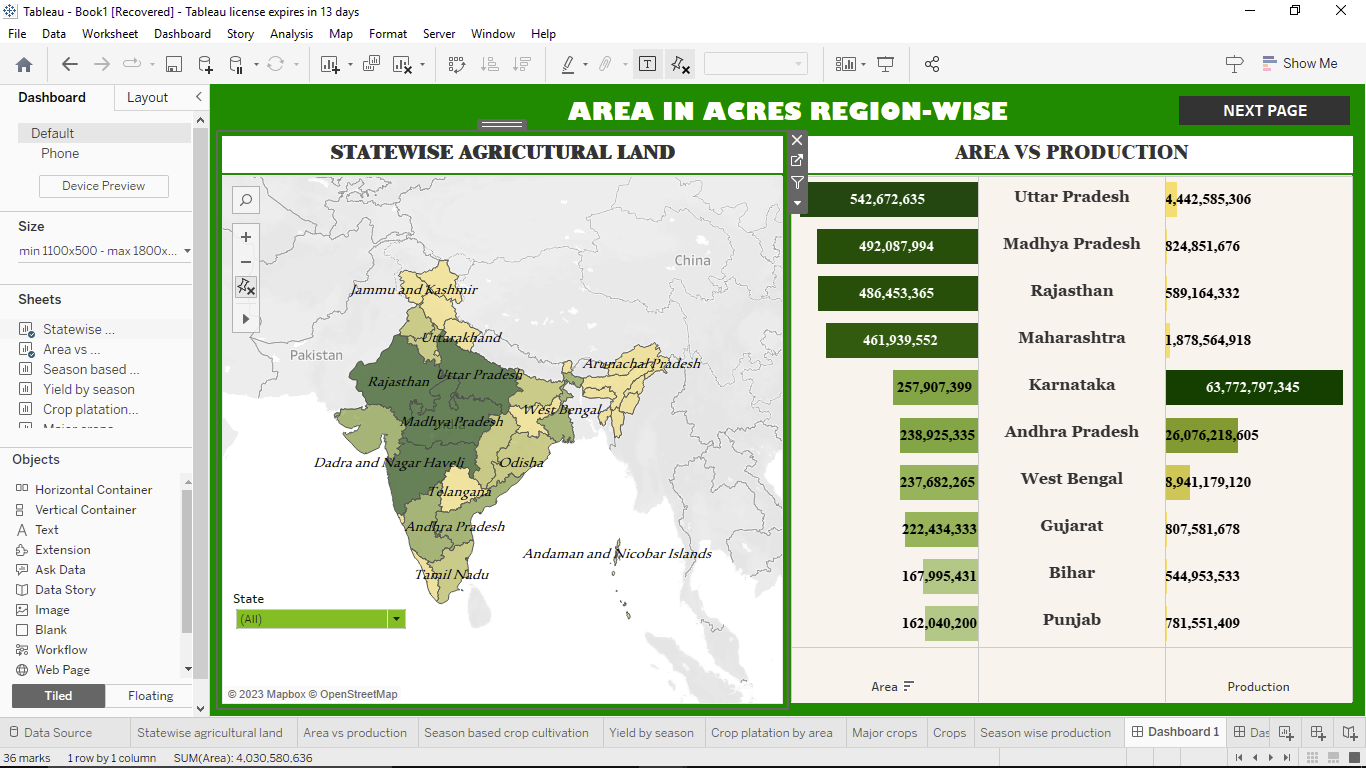 Tableau - Book1 [Recovered] - Tableau license expires in 13 days
File Data Worksheet Dashboard Story Analysis Map Format Server Window Help
Show Me
Dashboard Layout
Default
Phone
Device Preview
Size
min 1100x500 - max 1800x...
Sheets
Statewise ...
Area vs ...
Season based ...
Yield by season
Crop platation...
Objects
Horizontal Container
Vertical Container
Text
Extension
Ask Data
Data Story
Image
Blank
Workflow
Web Page
Tiled Floating
AREA IN ACRES REGION-WISE
NEXT PAGE
STATEWISE AGRICUTURAL LAND
China
Jammu and Kashmir
Uttarakhand
Pakistan
Arunachal Pradesh
Uttar Pradesh
Rajasthan
West Bengal
Madhya Pradesh
Dadra and Nagar Haveli
Odisha
Telangana
Andhra Pradesh
Andaman and Nicobar Islands
Tamil Nadu
State
(All)
© 2023 Mapbox © OpenStreetMap
AREA VS PRODUCTION
542,672,635 Uttar Pradesh 4,442,585,306
492,087,994 Madhya Pradesh 824,851,676
486,453,365 Rajasthan 589,164,332
461,939,552 Maharashtra 1,878,564,918
257,907,399 Karnataka 63,772,797,345
238,925,335 Andhra Pradesh 26,076,218,605
237,682,265 West Bengal 8,941,179,120
222,434,333 Gujarat 807,581,678
167,995,431 Bihar 544,953,533
162,040,200 Punjab 781,551,409
Area Production
Data Source Statewise agricultural land Area vs production Season based crop cultivation Yield by season Crop platation by area Major crops Crops Season wise production Dashboard 1 Das
36 marks 1 row by 1 column SUM(Area): 4,030,580,636